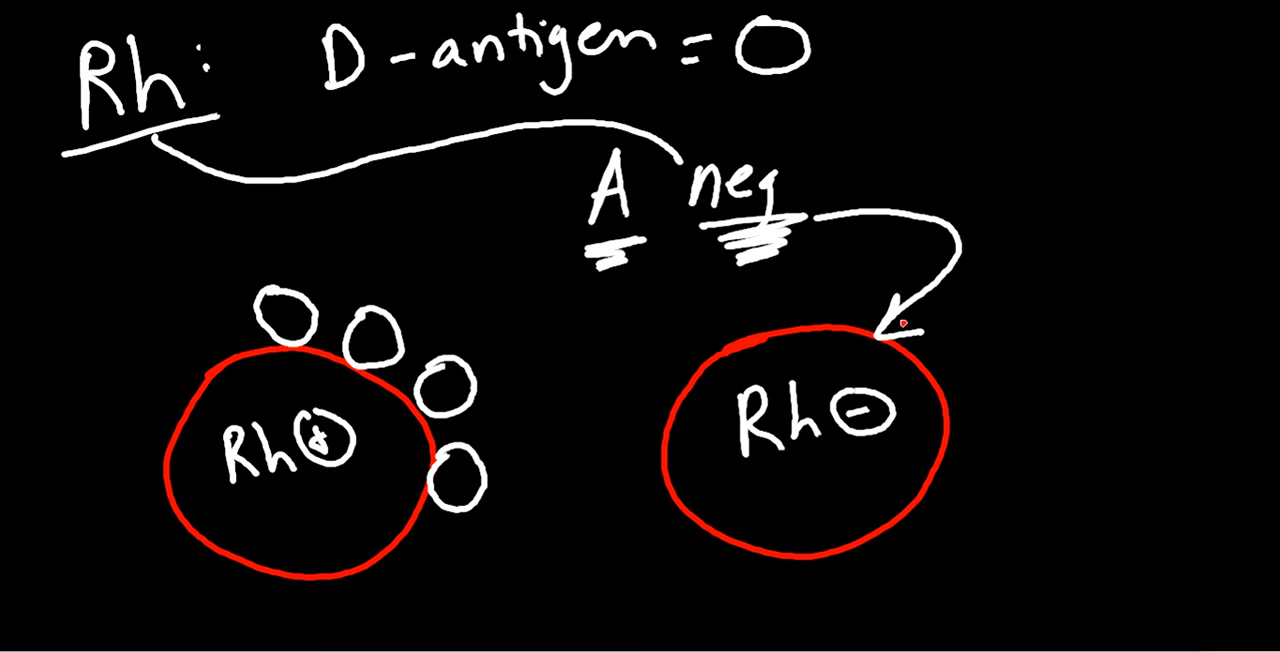 Rh: D-antigen = O
A neg
Rh +
Rh -